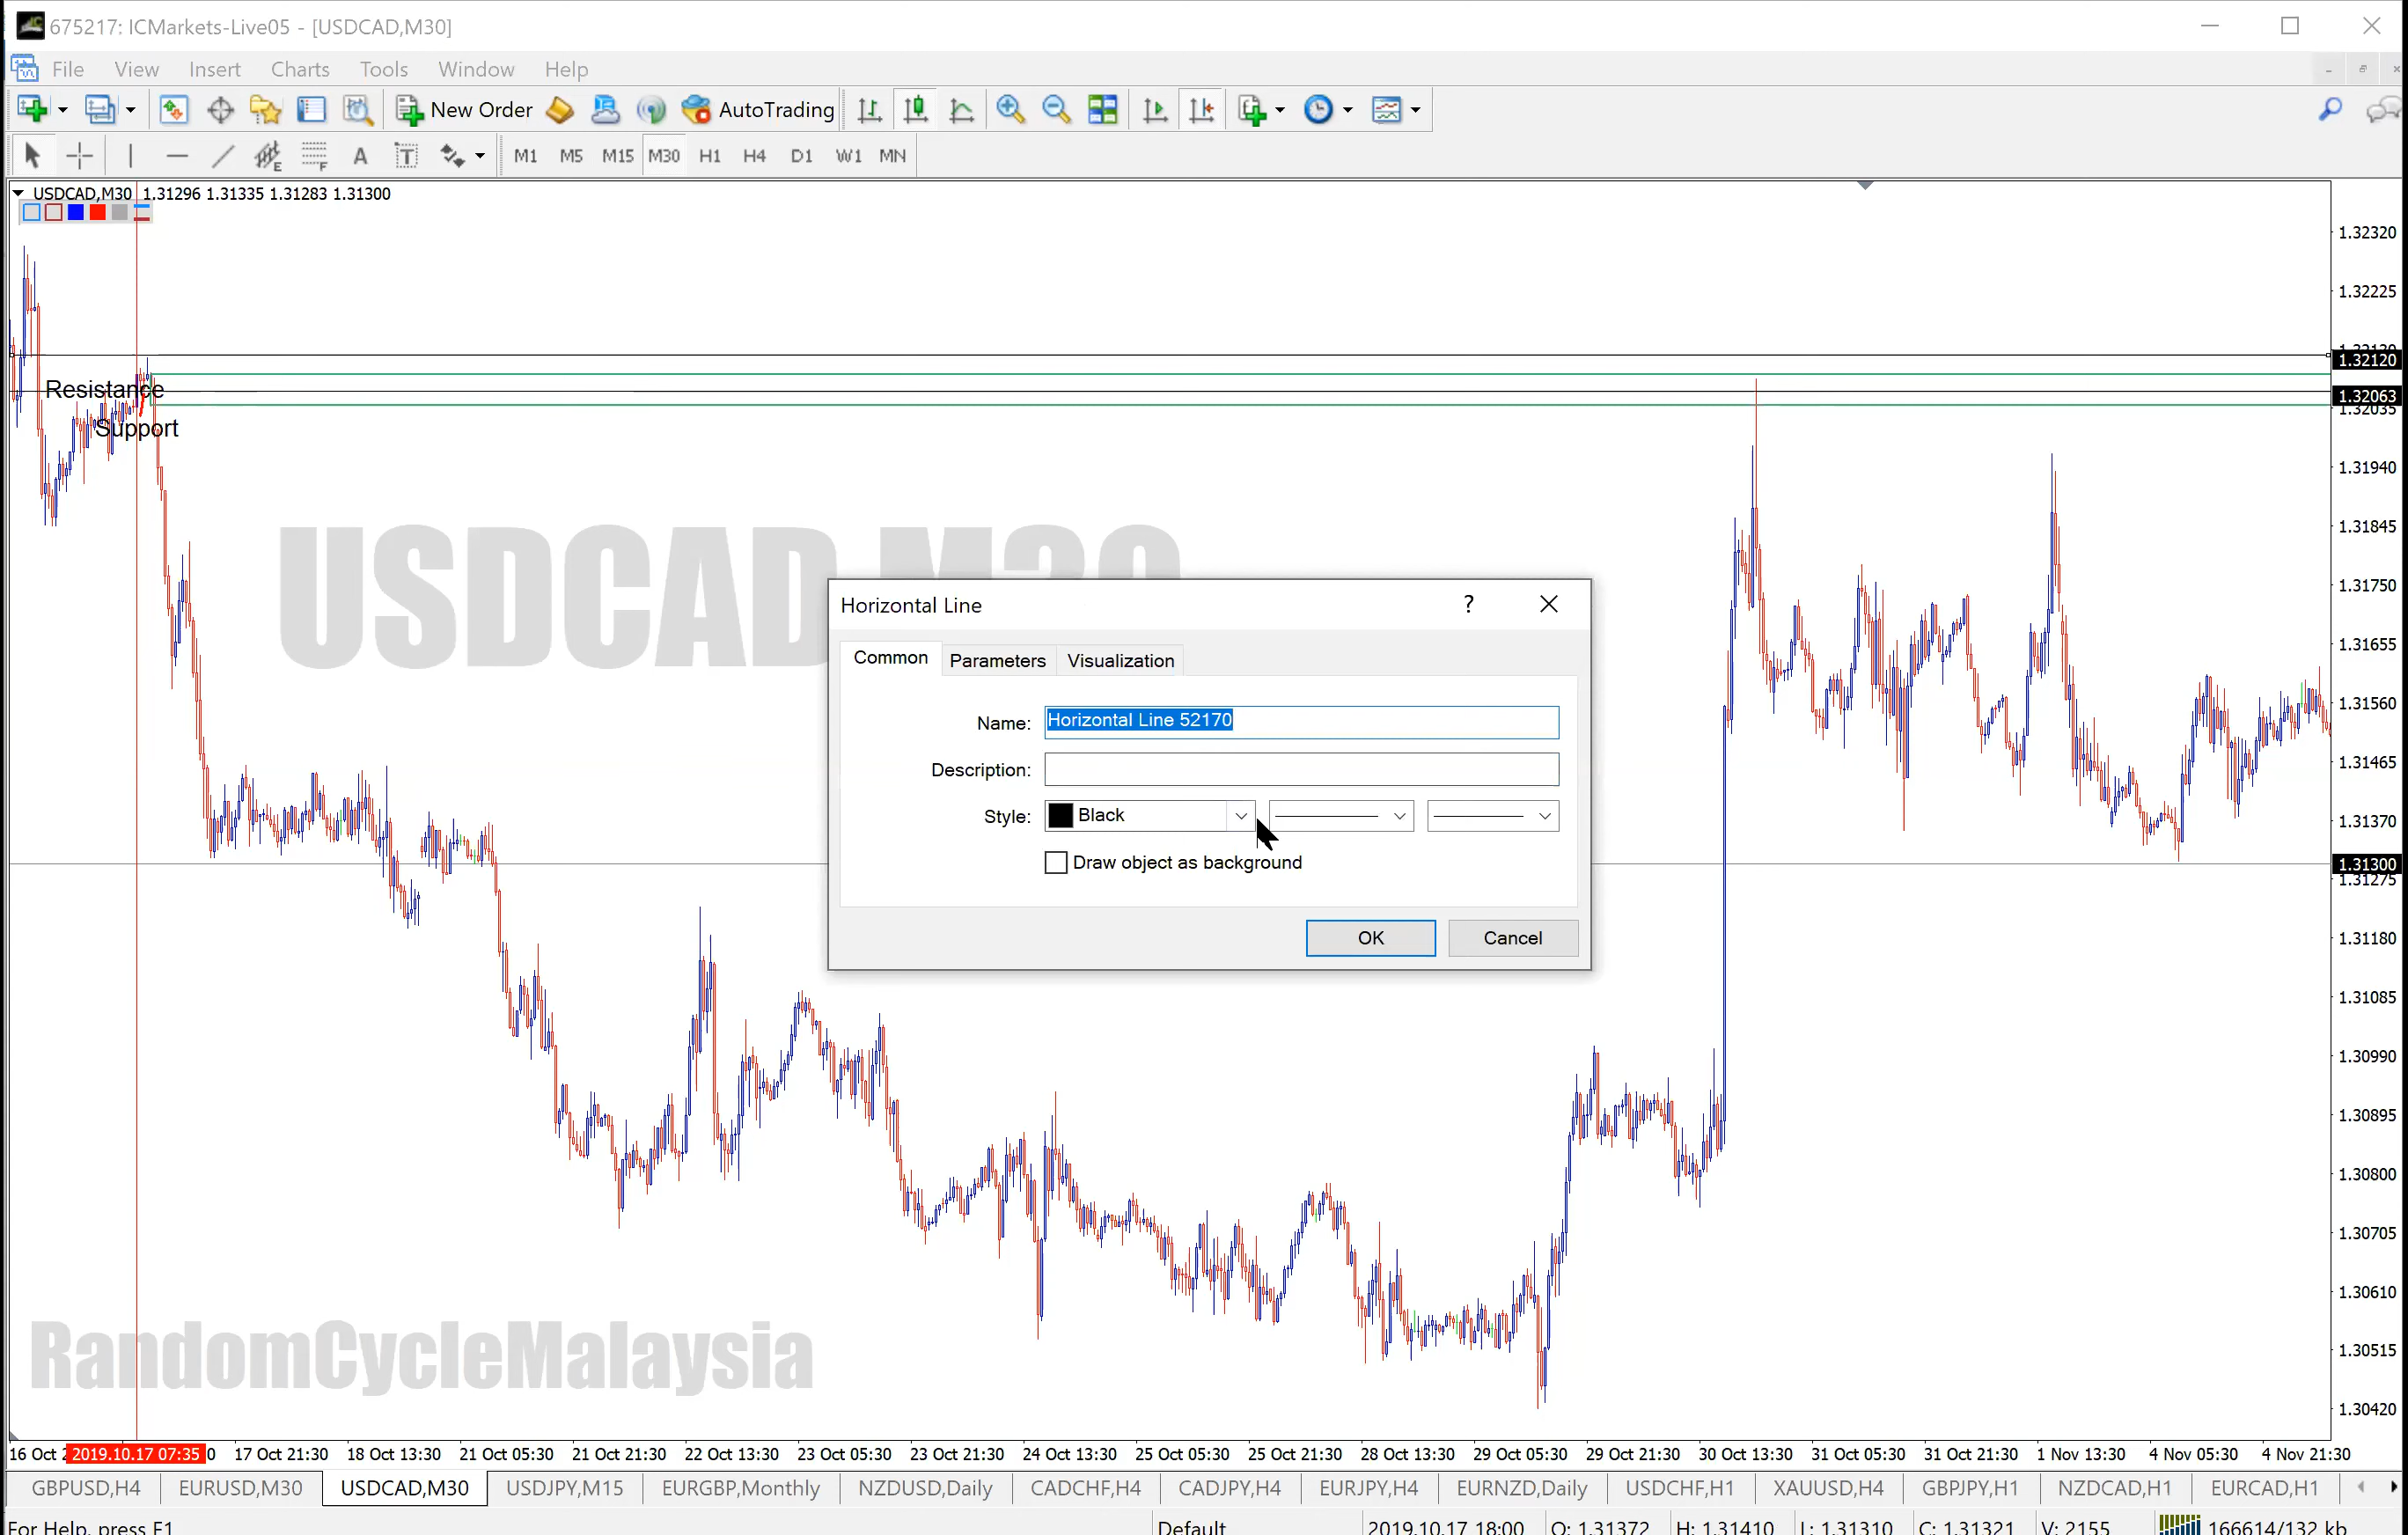 675217: ICMarkets-Live05 - [USDCAD,M30]
File View Insert Charts Tools Window Help
New Order AutoTrading
A T E F M1 M5 M15 M30 H1 H4 D1 W1 MN
USDCAD,M30 1.31296 1.31335 1.31283 1.31300
1.32320
1.32225
1.32120
Resistance
1.32063
1.32035
Support
1.31940
1.31845
USDCAD,M30
1.31750
Horizontal Line ?
Common Parameters Visualization
1.31655
1.31560
Name: Horizontal Line 52170
Description:
1.31465
Style: Black
1.31370
Draw object as background
1.31300
1.31275
OK Cancel
1.31180
1.31085
1.30990
1.30895
1.30800
1.30705
1.30610
RandomCycleMalaysia
1.30515
1.30420
16 Oct 2019.10.17 07:35 17 Oct 21:30 18 Oct 13:30 21 Oct 05:30 21 Oct 21:30 22 Oct 13:30 23 Oct 05:30 23 Oct 21:30 24 Oct 13:30 25 Oct 05:30 25 Oct 21:30 28 Oct 13:30 29 Oct 05:30 29 Oct 21:30 30 Oct 13:30 31 Oct 05:30 31 Oct 21:30 1 Nov 13:30 4 Nov 05:30 4 Nov 21:30
GBPUSD,H4 EURUSD,M30 USDCAD,M30 USDJPY,M15 EURGBP,Monthly NZDUSD,Daily CADCHF,H4 CADJPY,H4 EURJPY,H4 EURNZD,Daily USDCHF,H1 XAUUSD,H4 GBPJPY,H1 NZDCAD,H1 EURCAD,H1
For Help, press F1 Default 2019.10.17 18:00 O: 1.31372 H: 1.31410 L: 1.31310 C: 1.31321 V: 2155 166614/132 kb